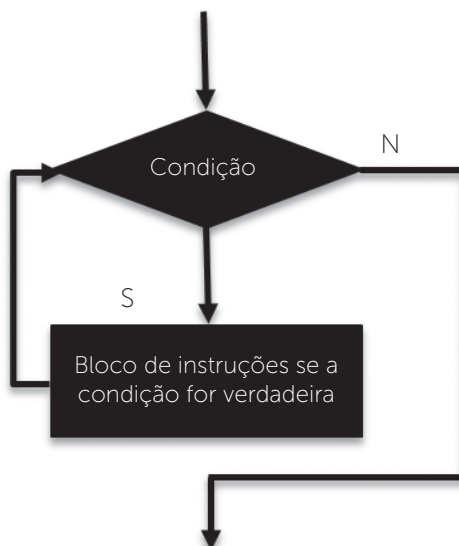 Condição
N
S
Bloco de instruções se a
condição for verdadeira